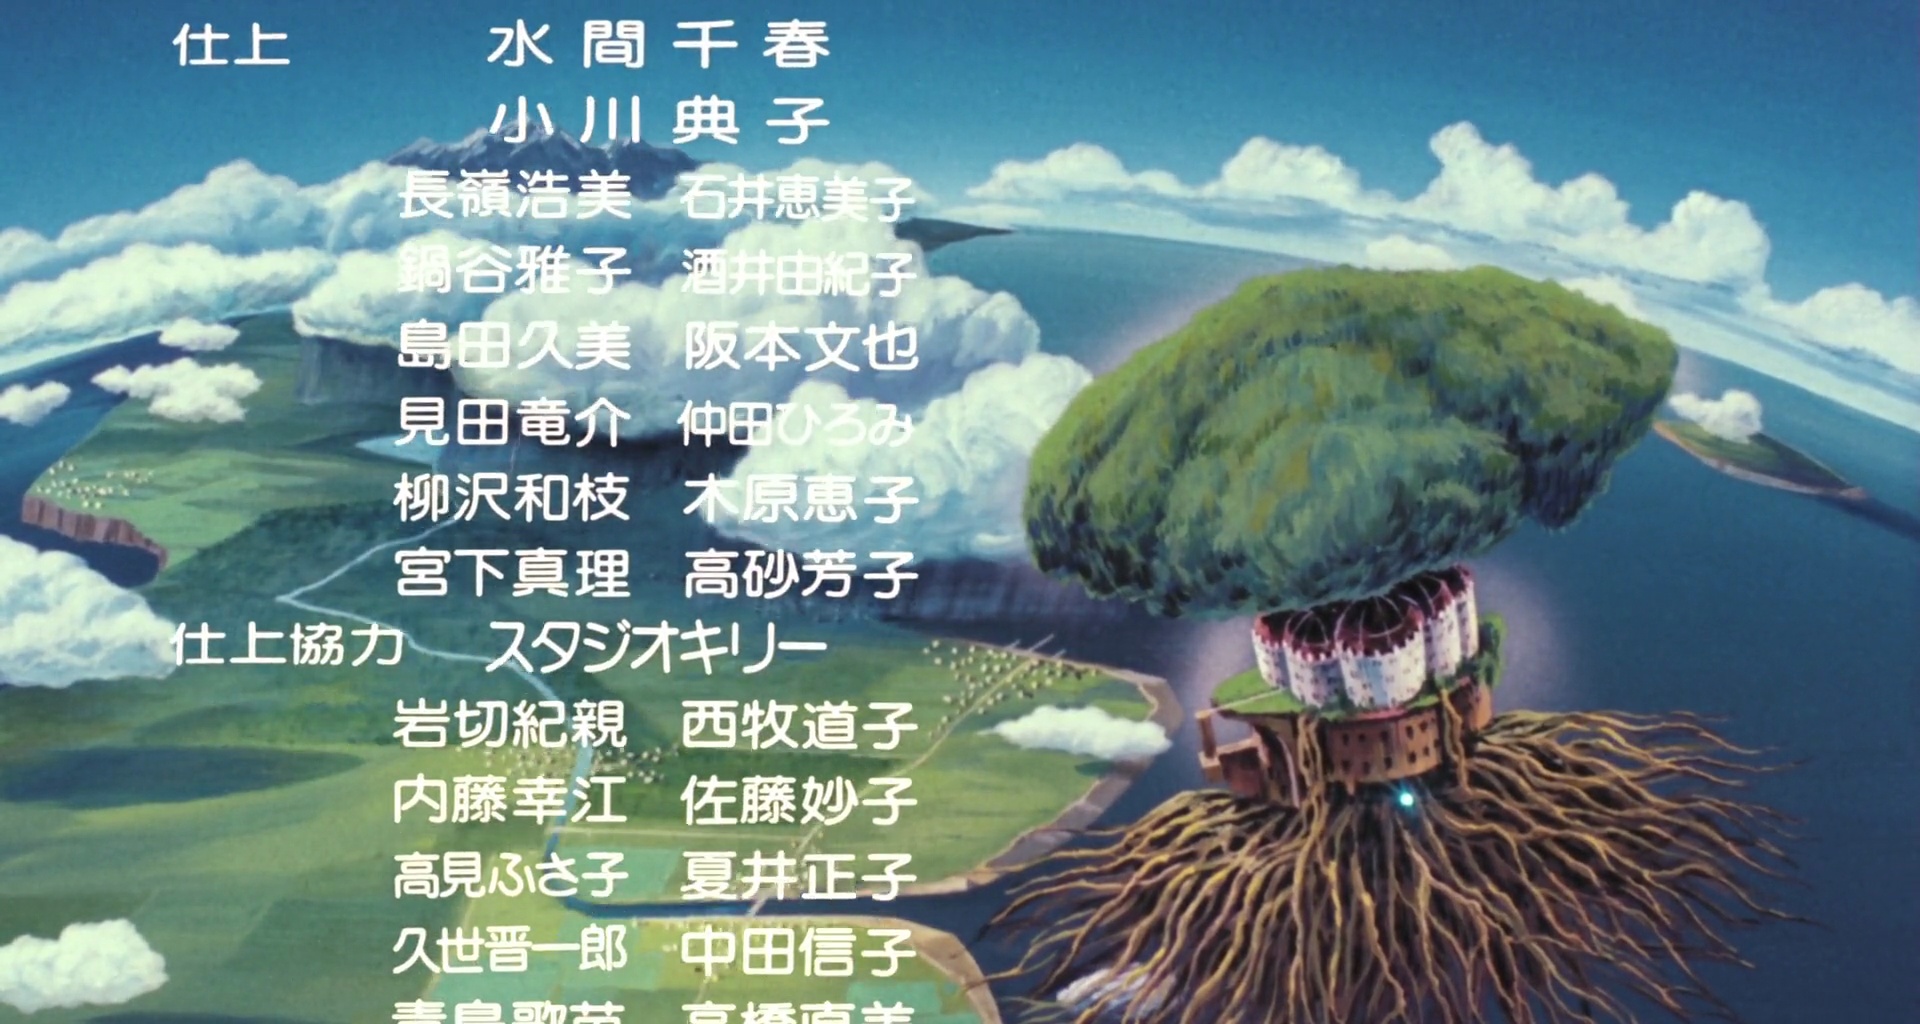 仕上 水間千春
小川典子
長嶺浩美 石井恵美子
鍋谷雅子 酒井由紀子
島田久美 阪本文也
見田竜介 仲田ひろみ
柳沢和枝 木原恵子
宮下真理 高砂芳子
仕上協力 スタジオキリー
岩切紀親 西牧道子
内藤幸江 佐藤妙子
高見ふさ子 夏井正子
久世晋一郎 中田信子
高橋直美